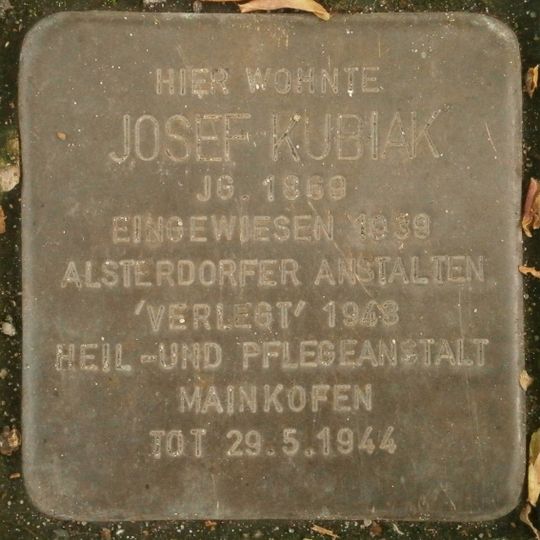 HIER WOHNTE
JOSEF KUBIAK
JG. 1869
EINGEWIESEN 1939
ALSTERDORFER ANSTALTEN
'VERLEGT' 1943
HEIL-UND PFLEGEANSTALT
MAINKOFEN
TOT 29.5.1944